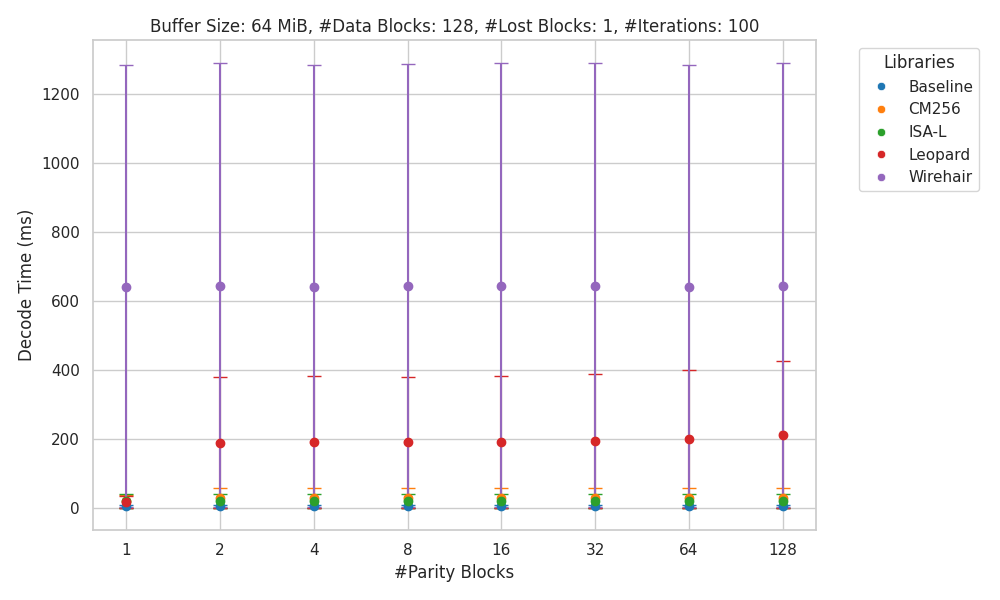 Buffer Size: 64 MiB, #Data Blocks: 128, #Lost Blocks: 1, #Iterations: 100
Decode Time (ms)
1200
1000
800
600
400
200
0
1 2 4 8 16 32 64 128
#Parity Blocks
Libraries
Baseline
CM256
ISA-L
Leopard
Wirehair